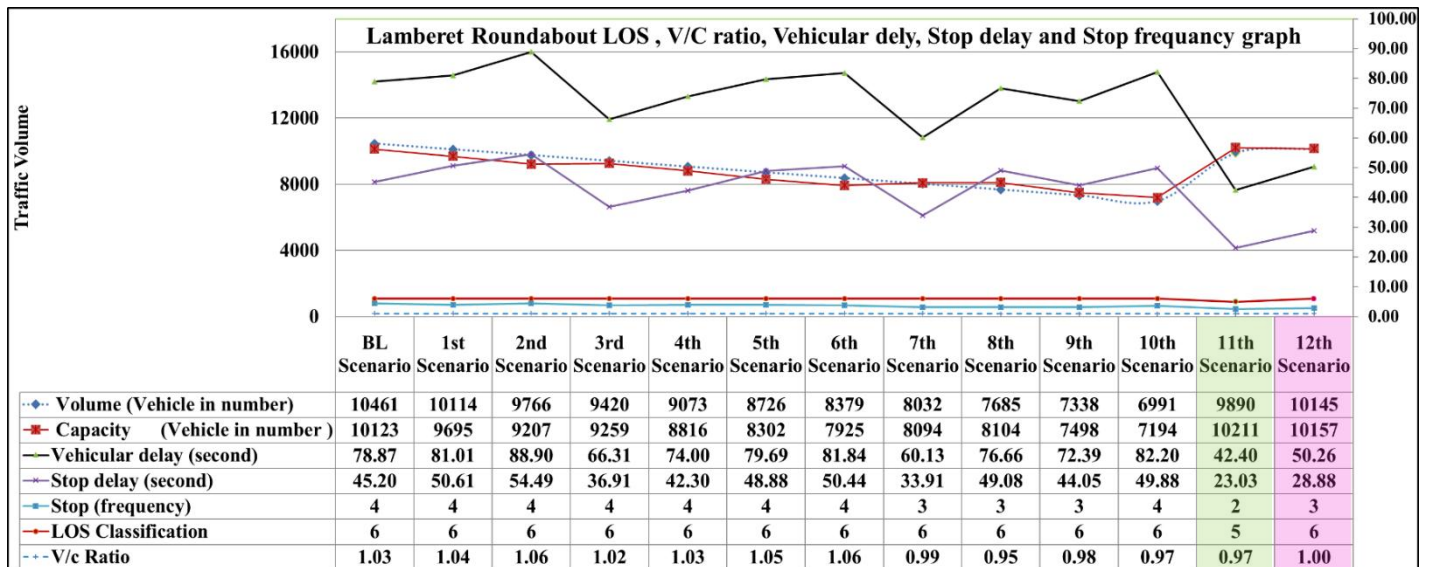 Lamberet Roundabout LOS , V/C ratio, Vehicular dely, Stop delay and Stop frequancy graph
Traffic Volume
16000
12000
8000
4000
0
100.00
90.00
80.00
70.00
60.00
50.00
40.00
30.00
20.00
10.00
0.00
BL Scenario 1st Scenario 2nd Scenario 3rd Scenario 4th Scenario 5th Scenario 6th Scenario 7th Scenario 8th Scenario 9th Scenario 10th Scenario 11th Scenario 12th Scenario
Volume (Vehicle in number) 10461 10114 9766 9420 9073 8726 8379 8032 7685 7338 6991 9890 10145
Capacity (Vehicle in number ) 10123 9695 9207 9259 8816 8302 7925 8094 8104 7498 7194 10211 10157
Vehicular delay (second) 78.87 81.01 88.90 66.31 74.00 79.69 81.84 60.13 76.66 72.39 82.20 42.40 50.26
Stop delay (second) 45.20 50.61 54.49 36.91 42.30 48.88 50.44 33.91 49.08 44.05 49.88 23.03 28.88
Stop (frequency) 4 4 4 4 4 4 4 3 3 3 4 2 3
LOS Classification 6 6 6 6 6 6 6 6 6 6 6 5 6
V/c Ratio 1.03 1.04 1.06 1.02 1.03 1.05 1.06 0.99 0.95 0.98 0.97 0.97 1.00